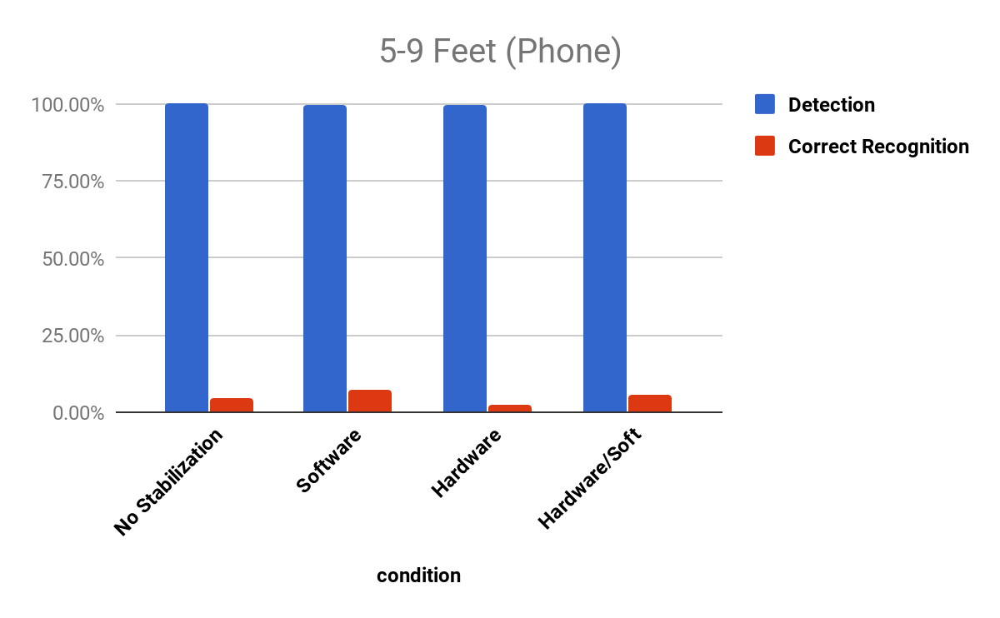 5-9 Feet (Phone)
100.00%
75.00%
50.00%
25.00%
0.00%
Detection
Correct Recognition
No Stabilization
Software
Hardware
Hardware/Soft
condition